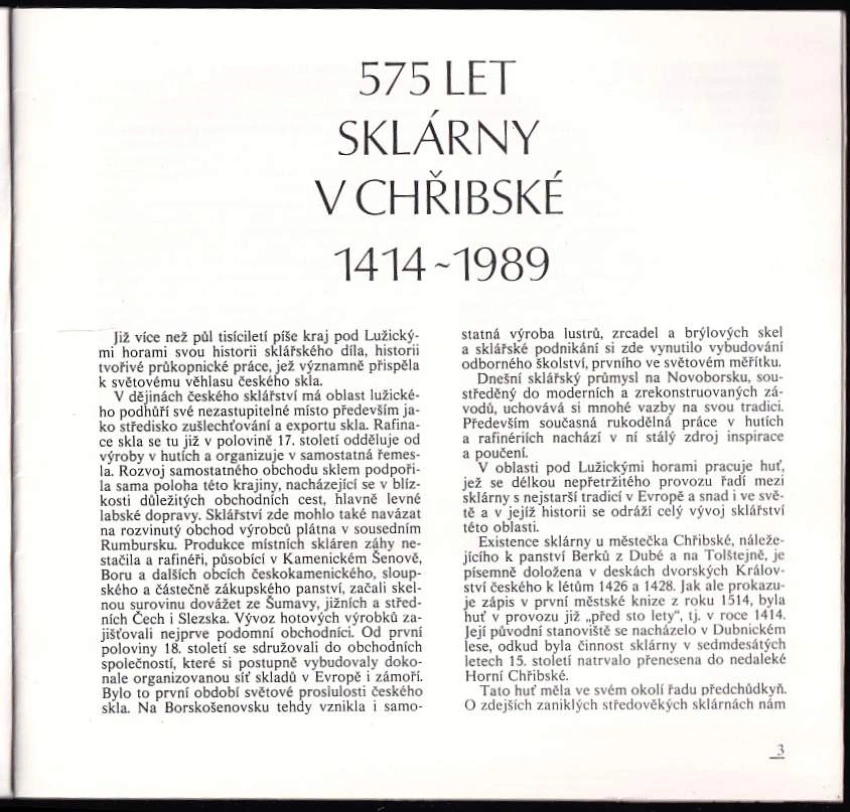 575 LET
SKLÁRNY
V CHŘIBSKÉ
1414~1989
Již více než půl tisíciletí píše kraj pod Lužický-
mi horami svou historii sklářského díla, historii
tvořivé průkopnické práce, jež významně přispěla
k světovému věhlasu českého skla.
V dějinách českého sklářství má oblast lužické-
ho podhůří své nezastupitelné místo především ja-
ko středisko zušlechťování a exportu skla. Rafina-
ce skla se tu již v polovině 17. století odděluje od
výroby v hutích a organizuje v samostatná řemes-
la. Rozvoj samostatného obchodu sklem podpoři-
la sama poloha této krajiny, nacházející se v blíz-
kosti důležitých obchodních cest, hlavně levné
labské dopravy. Sklářství zde mohlo také navázat
na rozvinutý obchod výrobců plátna v sousedním
Rumbursku. Produkce místních skláren záhy ne-
stačila a rafinéři, působící v Kamenickém Šenově,
Boru a dalších obcích českokamenického, sloup-
ského a částečně zákupského panství, začali skel-
nou surovinu dovážet ze Šumavy, jižních a střed-
ních Čech i Slezska. Vývoz hotových výrobků za-
jišťovali nejprve podomní obchodníci. Od první
poloviny 18. století se sdružovali do obchodních
společností, které si postupně vybudovaly doko-
nale organizovanou síť skladů v Evropě i zámoří.
Bylo to první období světové proslulosti českého
skla. Na Borskošenovsku tehdy vznikla i samo-
statná výroba lustrů, zrcadel a brýlových skel
a sklářské podnikání si zde vynutilo vybudování
odborného školství, prvního ve světovém měřítku.
Dnešní sklářský průmysl na Novoborsku, sou-
středěný do moderních a zrekonstruovaných zá-
vodů, uchovává si mnohé vazby na svou tradici.
Především současná rukodělná práce v hutích
a rafinériích nachází v ní stálý zdroj inspirace
a poučení.
V oblasti pod Lužickými horami pracuje huť,
jež se délkou nepřetržitého provozu řadí mezi
sklárny s nejstarší tradicí v Evropě a snad i ve svě-
tě a v jejíž historii se odráží celý vývoj sklářství
této oblasti.
Existence sklárny u městečka Chřibské, náleže-
jícího k panství Berků z Dubé a na Tolštejně, je
písemně doložena v deskách dvorských Králov-
ství českého k létům 1426 a 1428. Jak ale prokazu-
je zápis v první městské knize z roku 1514, byla
huť v provozu již „před sto lety“, tj. v roce 1414.
Její původní stanoviště se nacházelo v Dubnickém
lese, odkud byla činnost sklárny v sedmdesátých
letech 15. století natrvalo přenesena do nedaleké
Horní Chřibské.
Tato huť měla ve svém okolí řadu předchůdkyň.
O zdejších zaniklých středověkých sklárnách nám
3